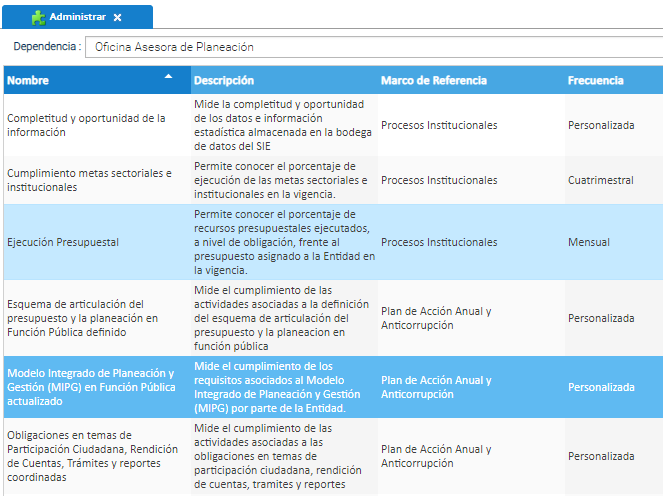 Administrar ×
Dependencia : Oficina Asesora de Planeación
Nombre Descripción Marco de Referencia Frecuencia
Completitud y oportunidad de la
información
Mide la completitud y oportunidad
de los datos e información
estadística almacenada en la bodega
de datos del SIE
Procesos Institucionales
Personalizada
Cumplimiento metas sectoriales e
institucionales
Permite conocer el porcentaje de
ejecución de las metas sectoriales e
institucionales en la vigencia.
Procesos Institucionales
Cuatrimestral
Ejecución Presupuestal
Permite conocer el porcentaje de
recursos presupuestales ejecutados,
a nivel de obligación, frente al
presupuesto asignado a la Entidad en
la vigencia.
Procesos Institucionales
Mensual
Esquema de articulación del
presupuesto y la planeación en
Función Pública definido
Mide el cumplimiento de las
actividades asociadas a la definición
del esquema de articulación del
presupuesto y la planeacion en
función pública
Plan de Acción Anual y
Anticorrupción
Personalizada
Modelo Integrado de Planeación y
Gestión (MIPG) en Función Pública
actualizado
Mide el cumplimiento de los
requisitos asociados al Modelo
Integrado de Planeación y Gestión
(MIPG) por parte de la Entidad.
Plan de Acción Anual y
Anticorrupción
Personalizada
Obligaciones en temas de
Participación Ciudadana, Rendición
de Cuentas, Trámites y reportes
coordinadas
Mide el cumplimiento de las
actividades asociadas a las
obligaciones en temas de
participación ciudadana, rendición
de cuentas, tramites y reportes
Plan de Acción Anual y
Anticorrupción
Personalizada